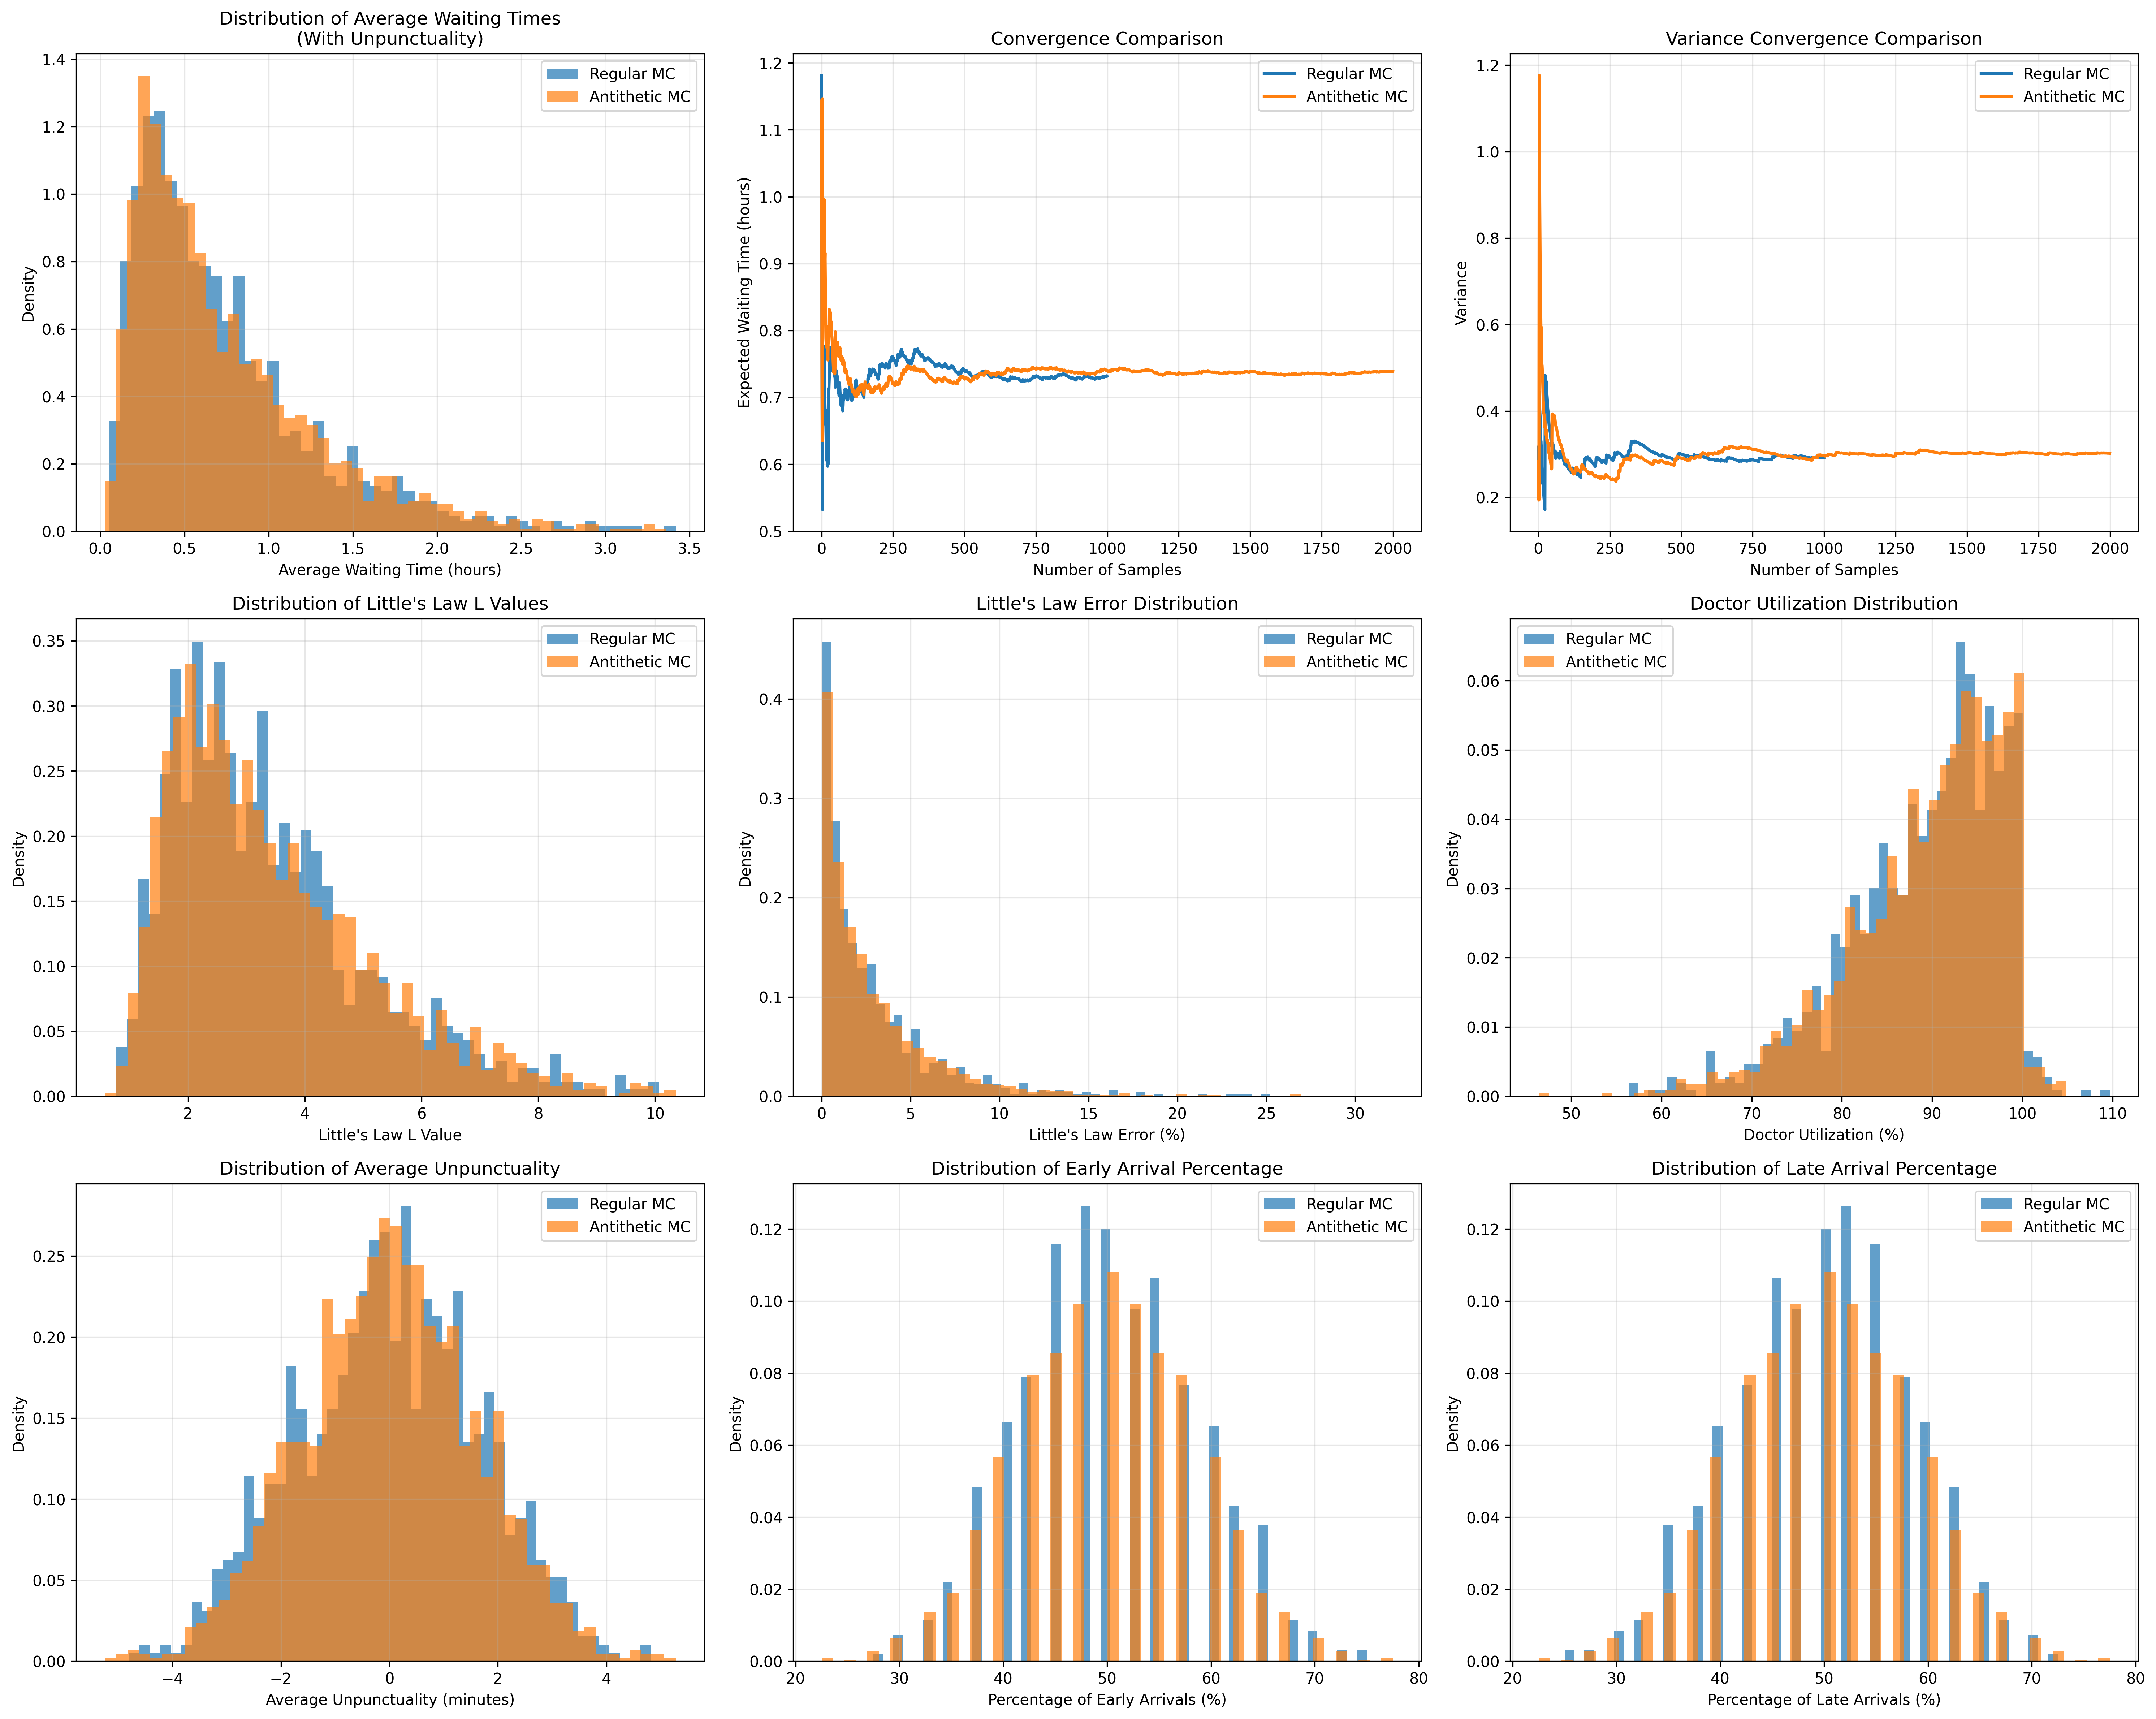 Distribution of Average Waiting Times
(With Unpunctuality)
1.4
1.2
1.0
0.8
0.6
0.4
0.2
0.0
Density
Regular MC
Antithetic MC
0.0 0.5 1.0 1.5 2.0 2.5 3.0 3.5
Average Waiting Time (hours)
Convergence Comparison
1.2
1.1
1.0
0.9
0.8
0.7
0.6
0.5
Expected Waiting Time (hours)
Regular MC
Antithetic MC
0 250 500 750 1000 1250 1500 1750 2000
Number of Samples
Variance Convergence Comparison
1.2
1.0
0.8
0.6
0.4
0.2
Variance
Regular MC
Antithetic MC
0 250 500 750 1000 1250 1500 1750 2000
Number of Samples
Distribution of Little's Law L Values
0.35
0.30
0.25
0.20
0.15
0.10
0.05
0.00
Density
Regular MC
Antithetic MC
2 4 6 8 10
Little's Law L Value
Little's Law Error Distribution
0.4
0.3
0.2
0.1
0.0
Density
Regular MC
Antithetic MC
0 5 10 15 20 25 30
Little's Law Error (%)
Doctor Utilization Distribution
0.06
0.05
0.04
0.03
0.02
0.01
0.00
Density
Regular MC
Antithetic MC
50 60 70 80 90 100 110
Doctor Utilization (%)
Distribution of Average Unpunctuality
0.25
0.20
0.15
0.10
0.05
0.00
Density
Regular MC
Antithetic MC
−4 −2 0 2 4
Average Unpunctuality (minutes)
Distribution of Early Arrival Percentage
0.12
0.10
0.08
0.06
0.04
0.02
0.00
Density
Regular MC
Antithetic MC
20 30 40 50 60 70 80
Percentage of Early Arrivals (%)
Distribution of Late Arrival Percentage
0.12
0.10
0.08
0.06
0.04
0.02
0.00
Density
Regular MC
Antithetic MC
20 30 40 50 60 70 80
Percentage of Late Arrivals (%)